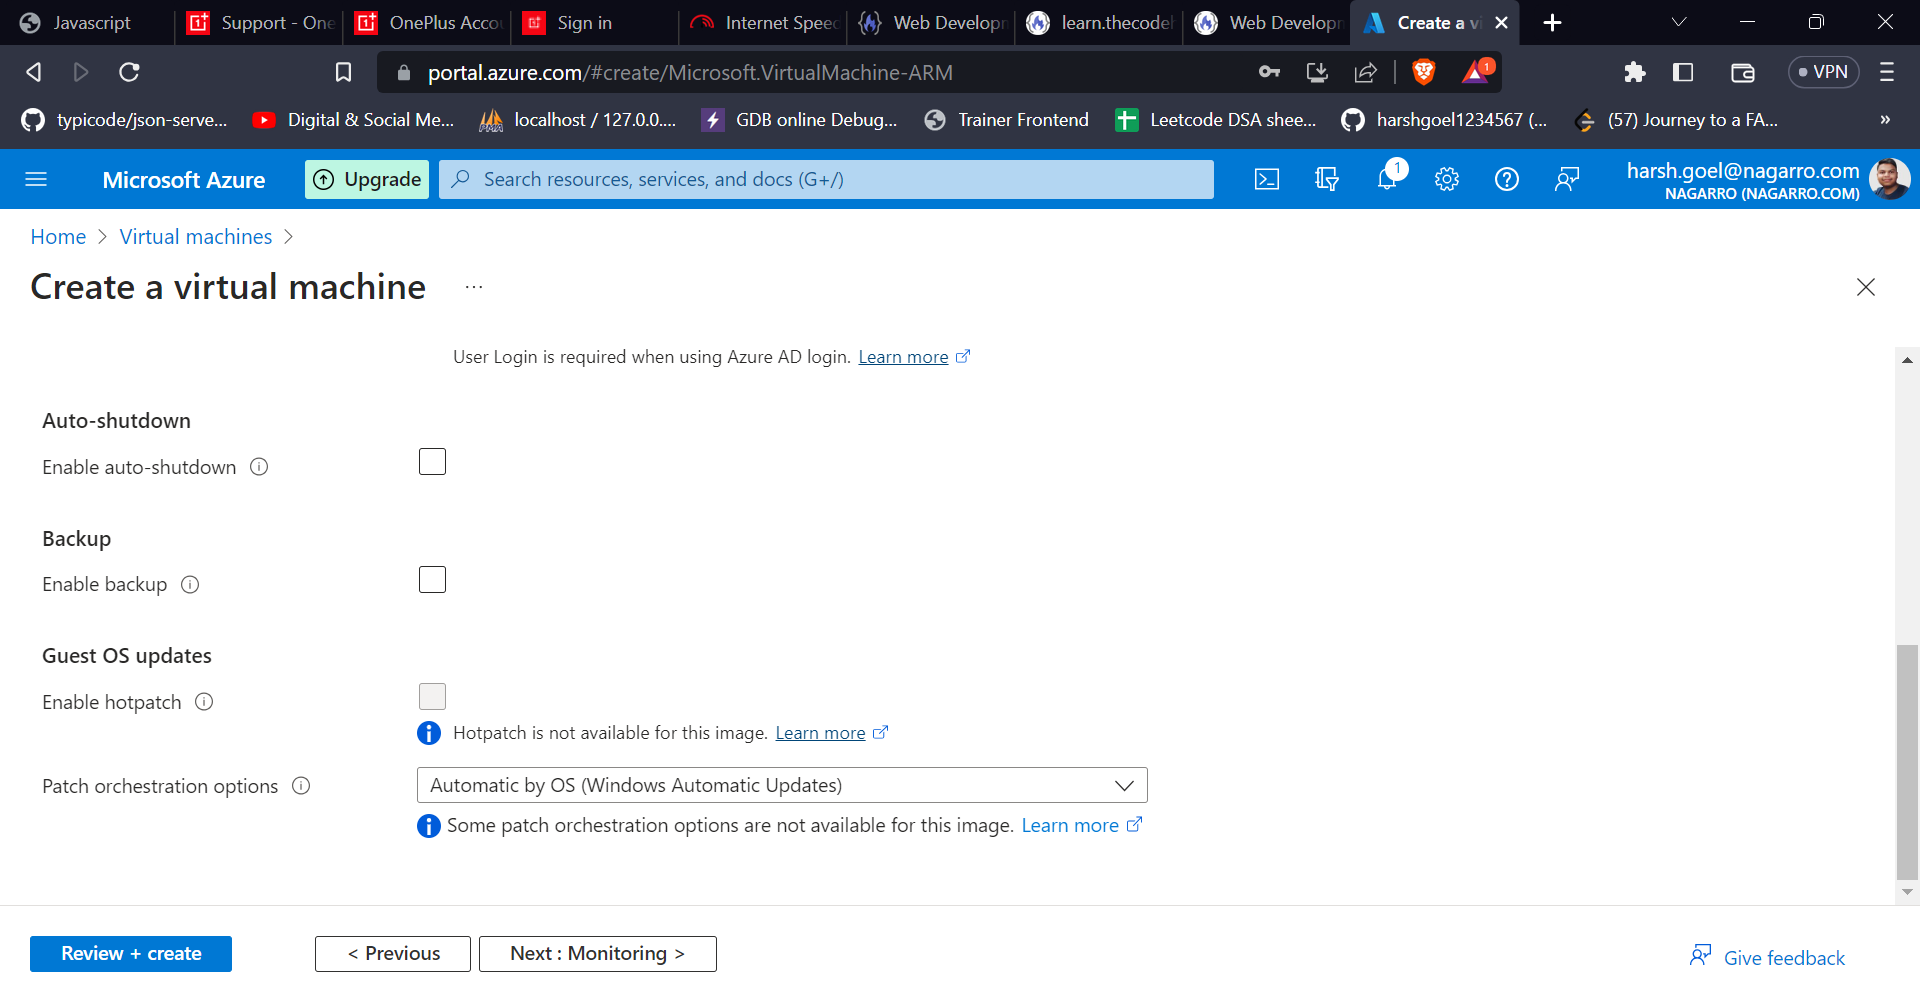 Javascript
Support - One
OnePlus Accou
Sign in
Internet Speed
Web Develop
learn.thecodeh
Web Develop
Create a vi
portal.azure.com/#create/Microsoft.VirtualMachine-ARM
1
VPN
typicode/json-serve...
Digital & Social Me...
localhost / 127.0.0....
GDB online Debug...
Trainer Frontend
Leetcode DSA shee...
harshgoel1234567 (...
(57) Journey to a FA...
»
Microsoft Azure
Upgrade
Search resources, services, and docs (G+/)
1
harsh.goel@nagarro.com
NAGARRO (NAGARRO.COM)
Home > Virtual machines >
Create a virtual machine ...
User Login is required when using Azure AD login. Learn more
Auto-shutdown
Enable auto-shutdown
Backup
Enable backup
Guest OS updates
Enable hotpatch
Hotpatch is not available for this image. Learn more
Patch orchestration options
Automatic by OS (Windows Automatic Updates)
Some patch orchestration options are not available for this image. Learn more
Review + create
< Previous
Next : Monitoring >
Give feedback